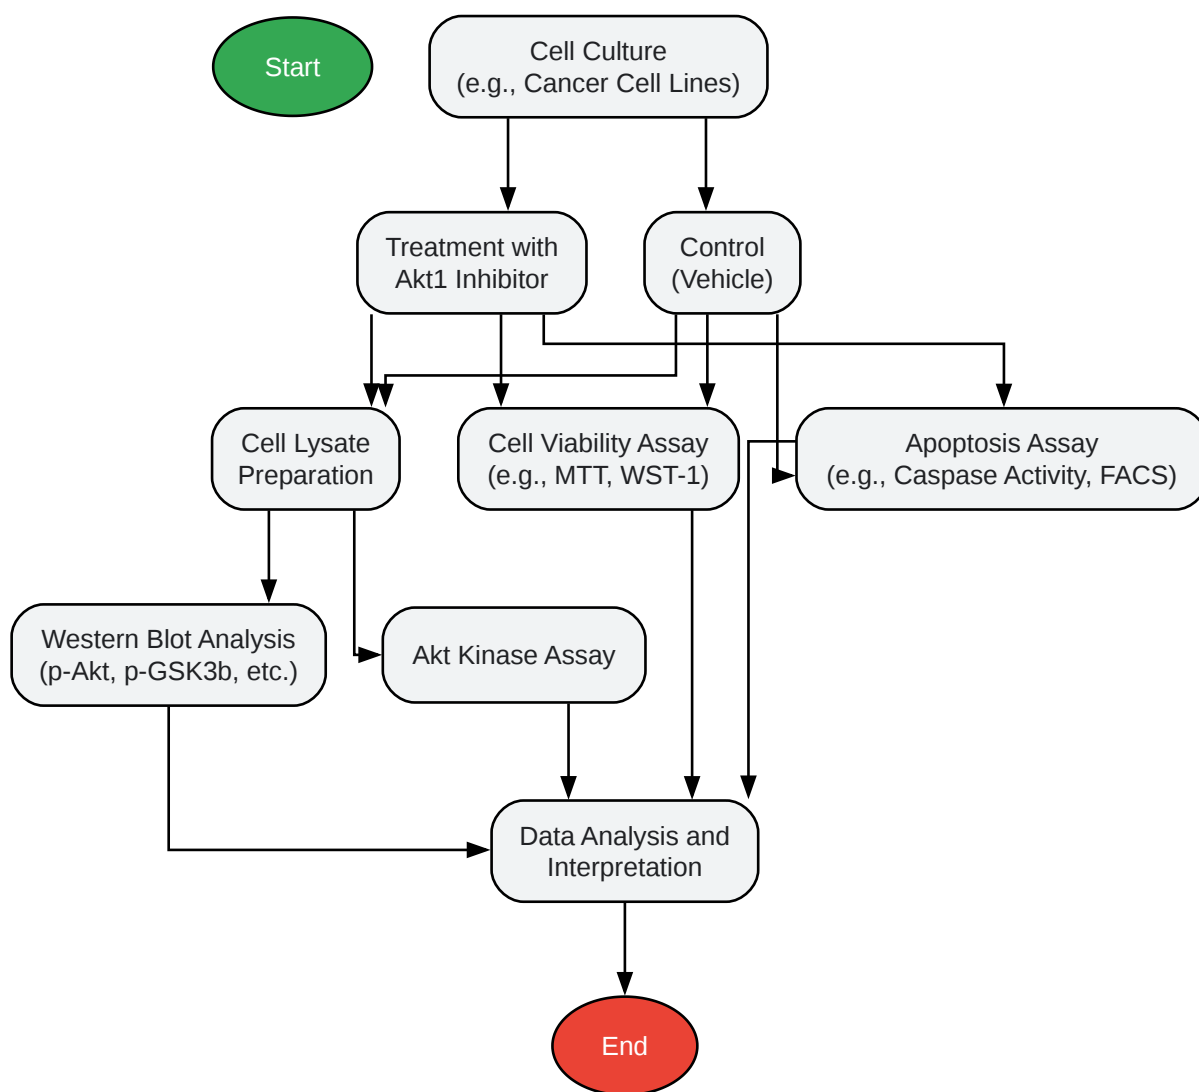 Start
Cell Culture
(e.g., Cancer Cell Lines)
Treatment with
Akt1 Inhibitor
Control
(Vehicle)
Cell Lysate
Preparation
Cell Viability Assay
(e.g., MTT, WST-1)
Apoptosis Assay
(e.g., Caspase Activity, FACS)
Western Blot Analysis
(p-Akt, p-GSK3b, etc.)
Akt Kinase Assay
Data Analysis and
Interpretation
End